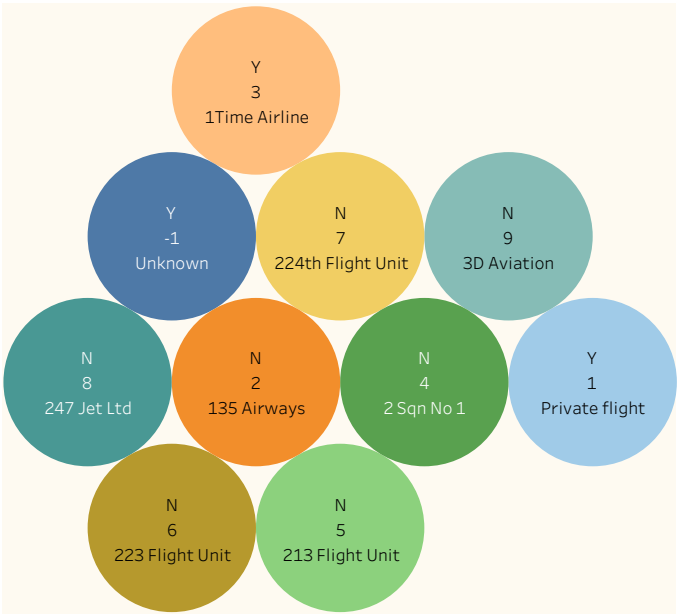 Y
3
1Time Airline
Y
-1
Unknown
N
7
224th Flight Unit
N
9
3D Aviation
N
8
247 Jet Ltd
N
2
135 Airways
N
4
2 Sqn No 1
Y
1
Private flight
N
6
223 Flight Unit
N
5
213 Flight Unit